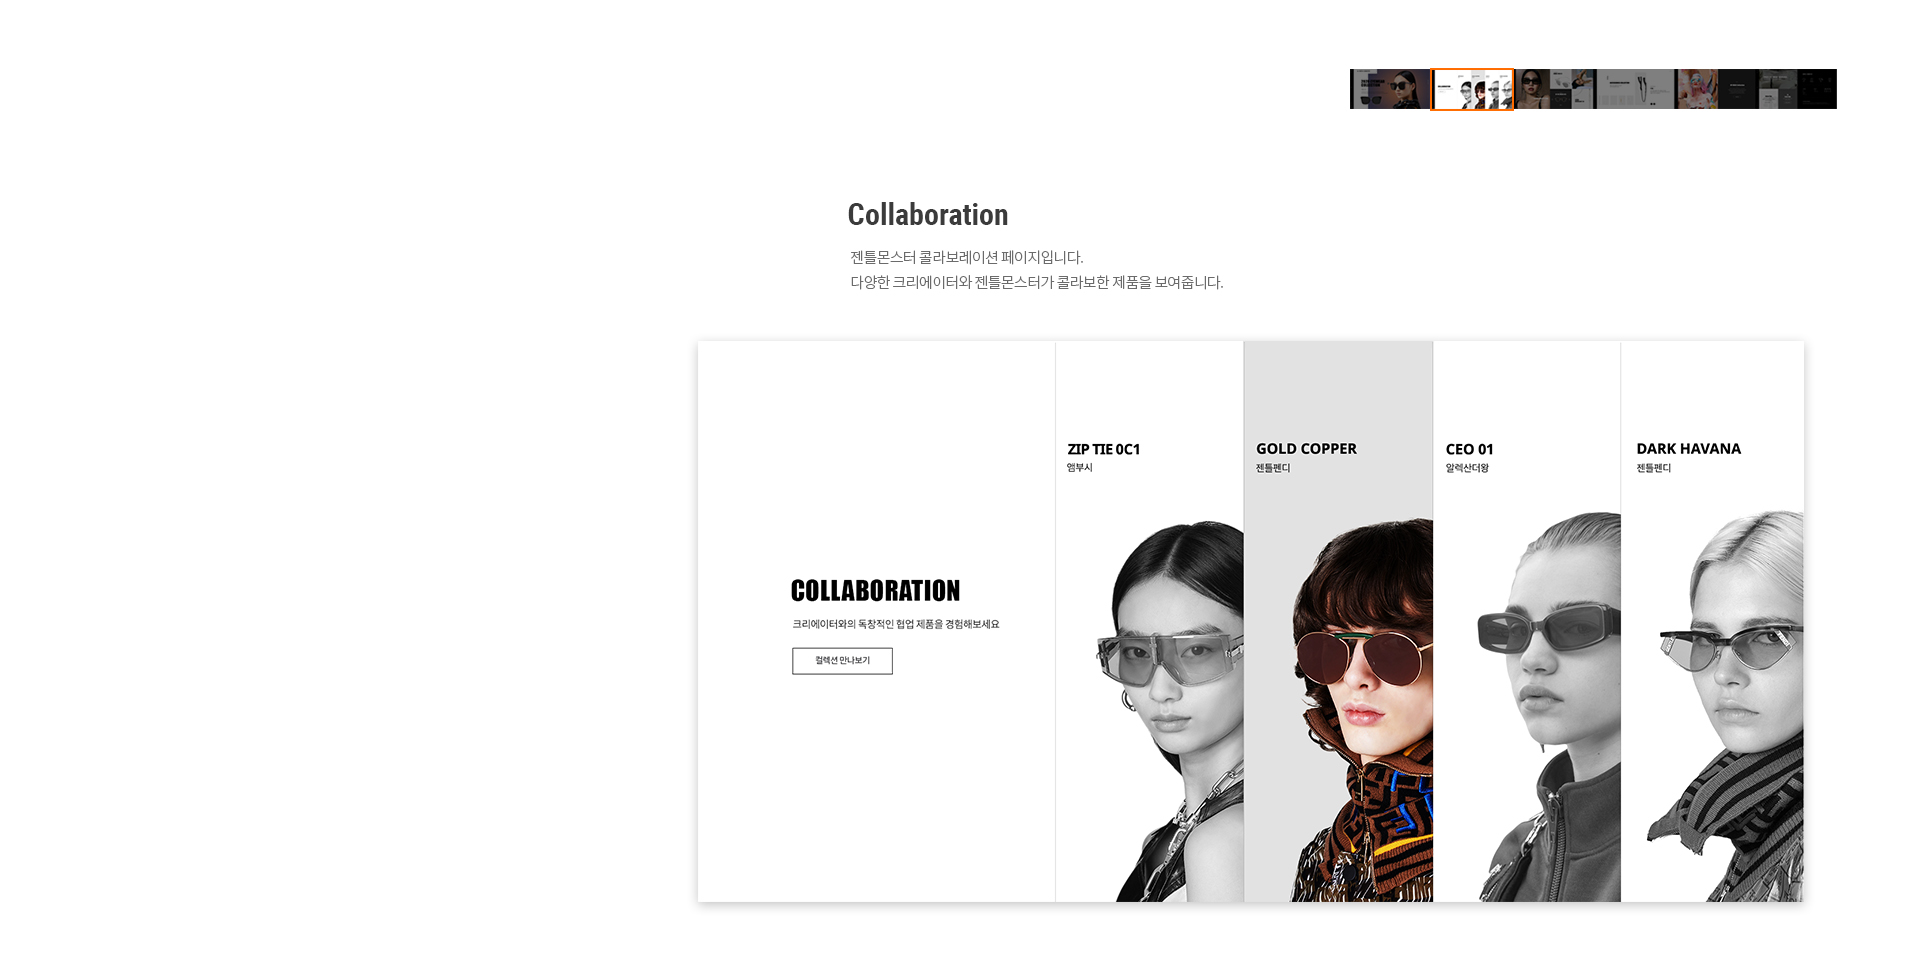 Collaboration
젠틀몬스터 콜라보레이션 페이지입니다.
다양한 크리에이터와 젠틀몬스터가 콜라보한 제품을 보여줍니다.
ZIP TIE 0C1
앰부시
GOLD COPPER
젠틀펜디
CEO 01
알렉산더왕
DARK HAVANA
젠틀펜디
COLLABORATION
크리에이터와의 독창적인 협업 제품을 경험해보세요
컬렉션 만나보기